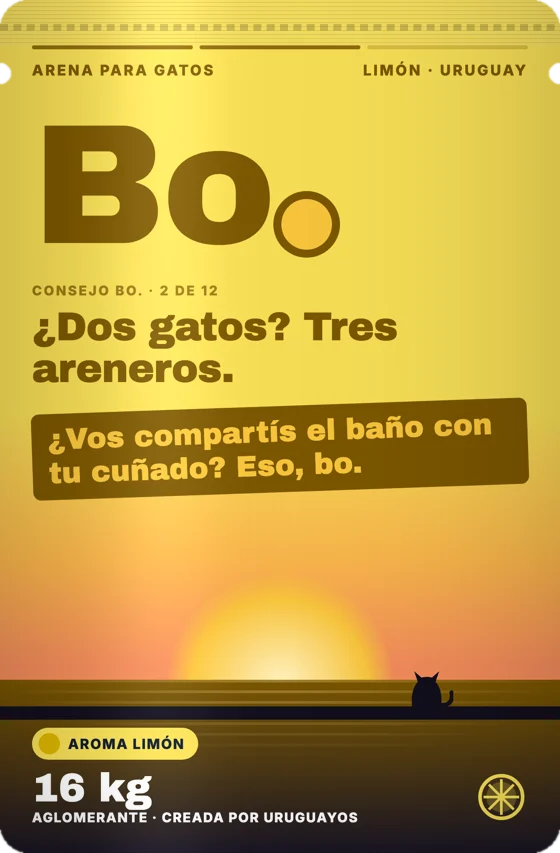 ARENA PARA GATOS
LIMÓN · URUGUAY
Bo.
CONSEJO BO. · 2 DE 12
¿Dos gatos? Tres
areneros.
¿Vos compartís el baño con
tu cuñado? Eso, bo.
AROMA LIMÓN
16 kg
AGLOMERANTE · CREADA POR URUGUAYOS